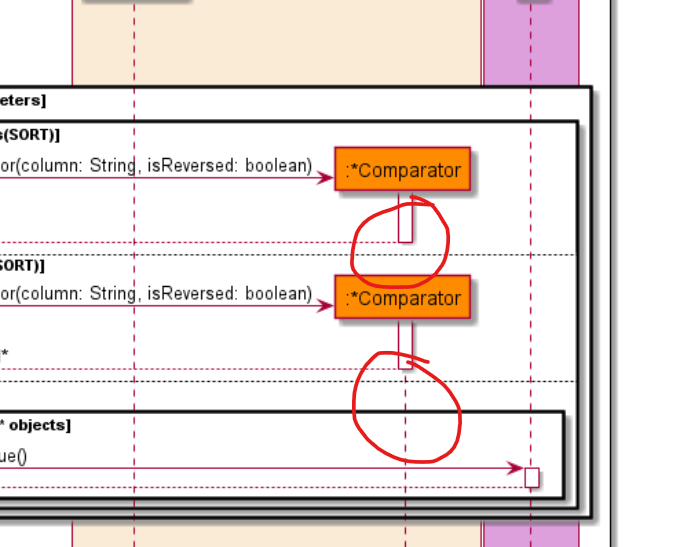 eters]
s(SORT)]
or(column: String, isReversed: boolean)
:*Comparator
SORT)]
or(column: String, isReversed: boolean)
:*Comparator
*
* objects]
ue()